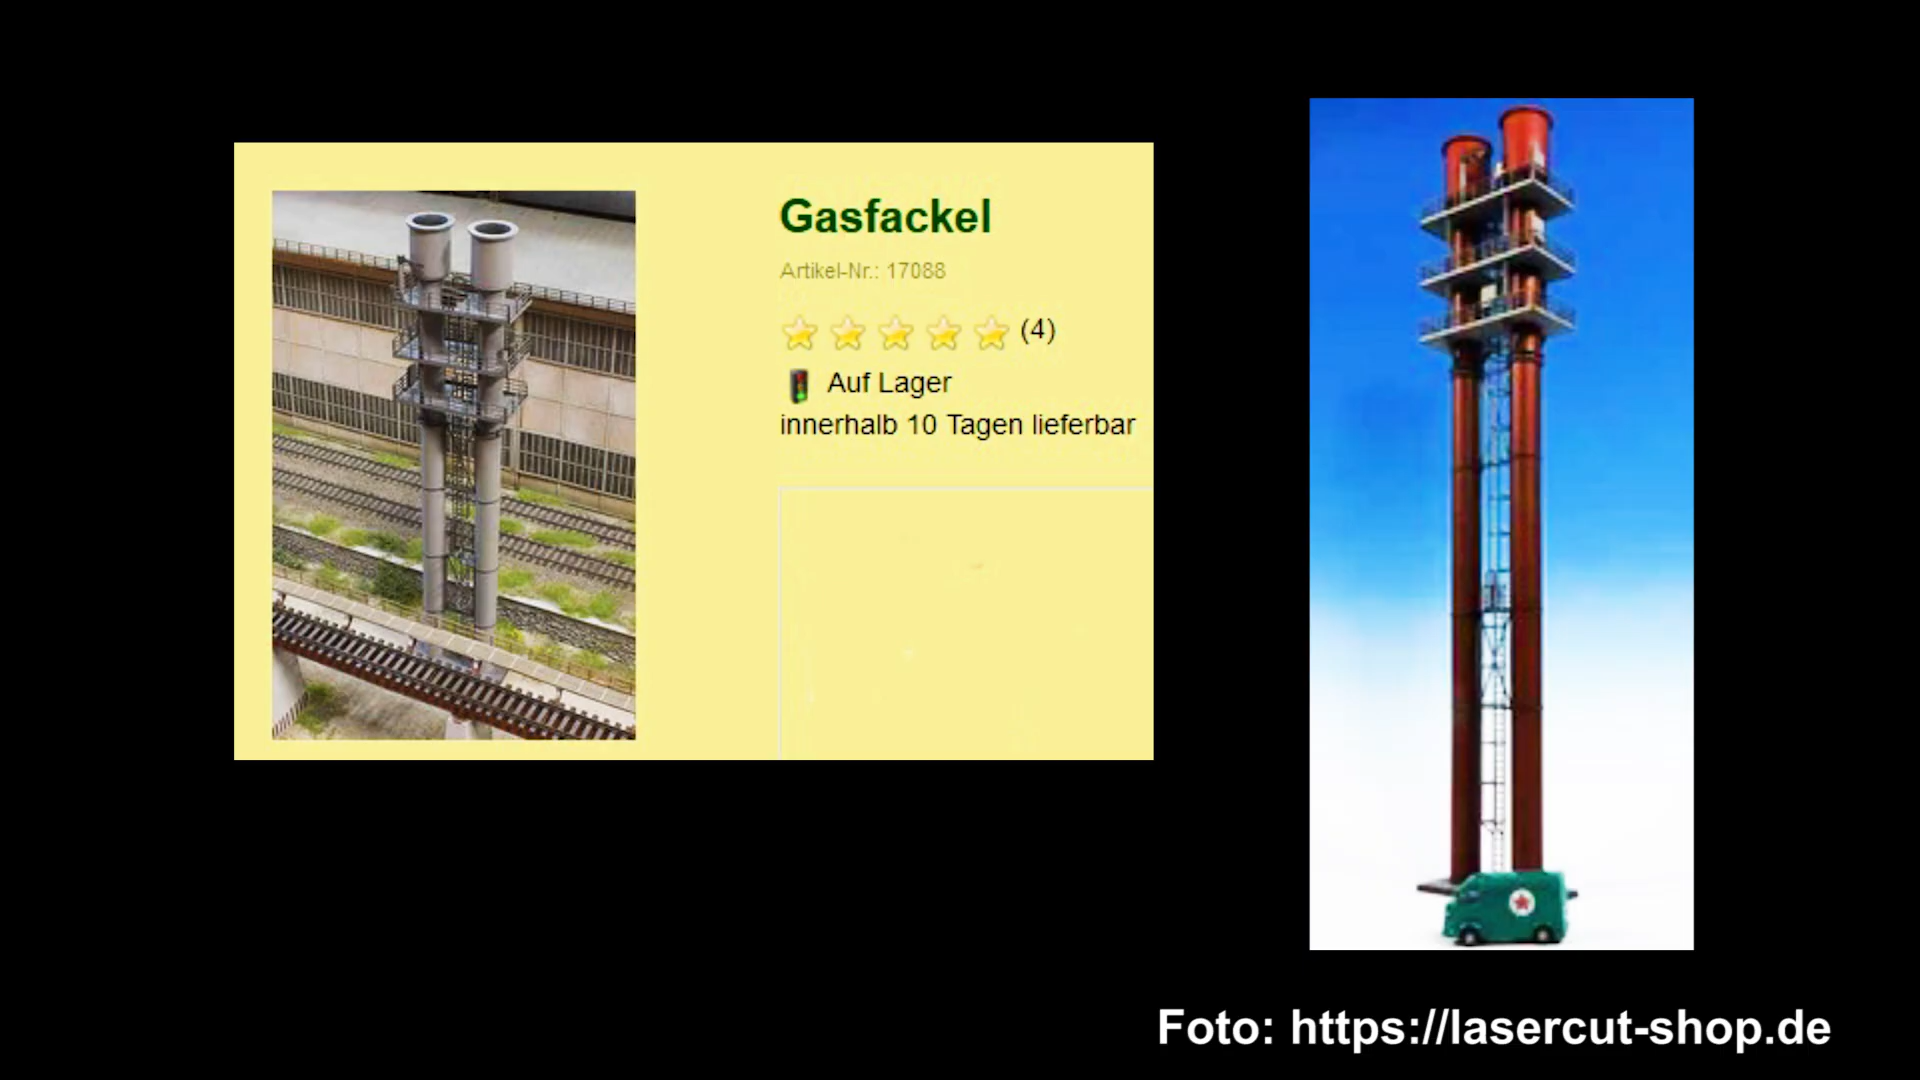 Gasfackel
Artikel-Nr.: 17088
(4)
Auf Lager
innerhalb 10 Tagen lieferbar
Foto: https://lasercut-shop.de